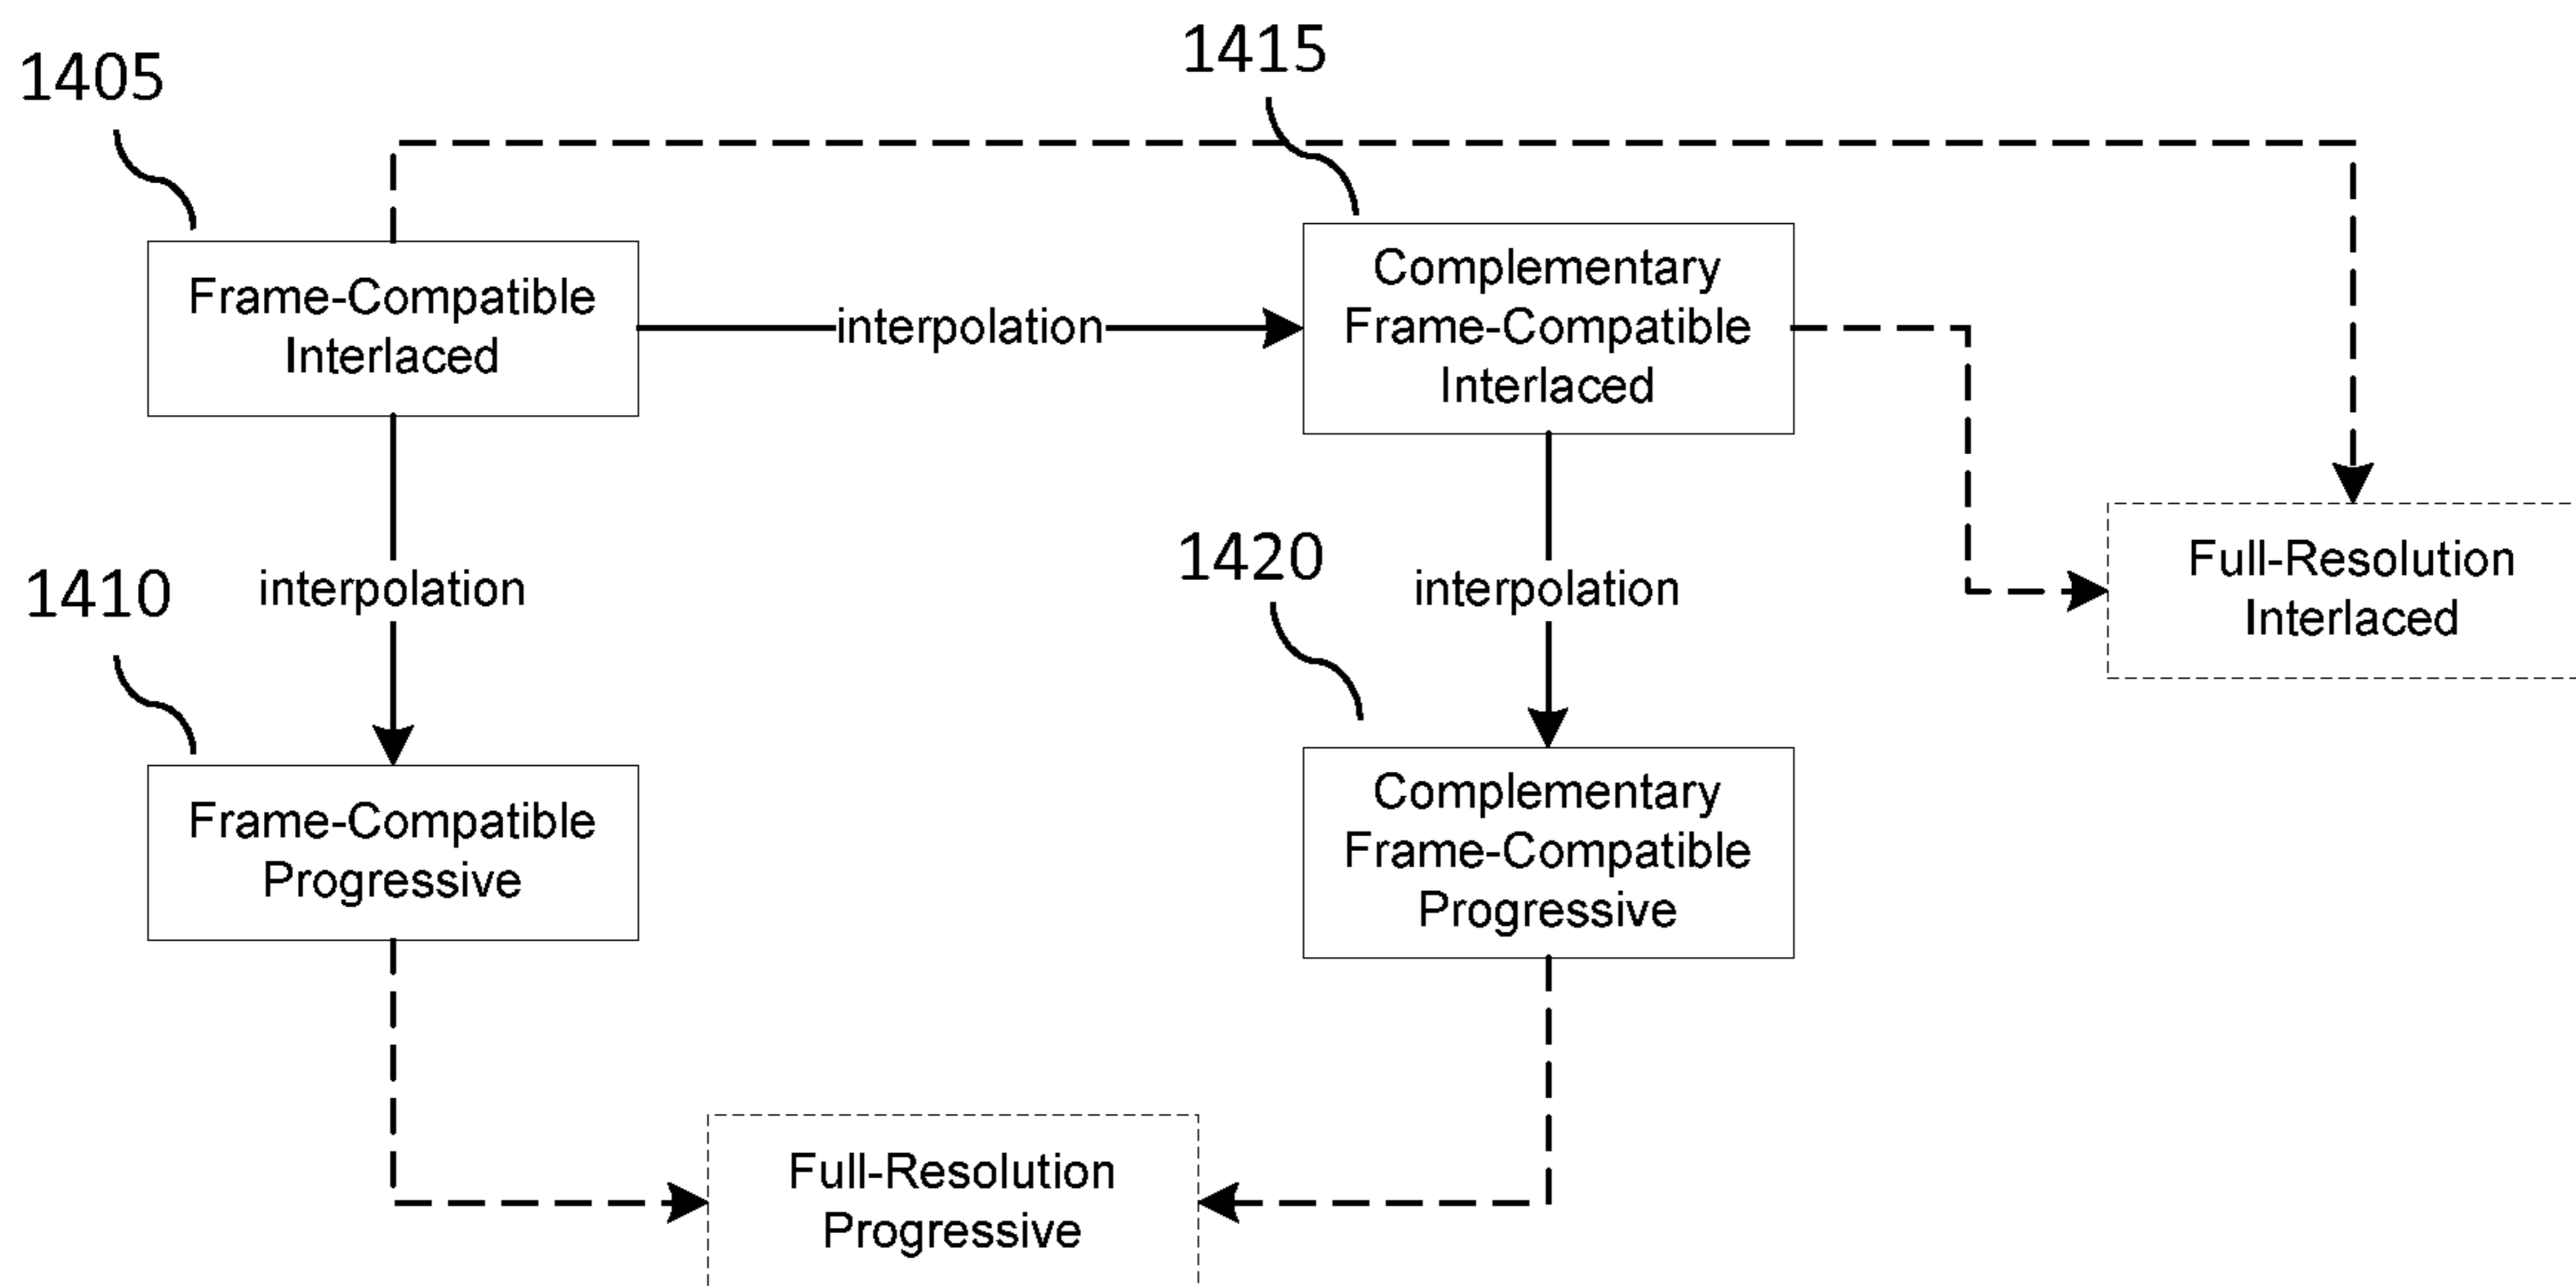 1405
1415
Frame-Compatible
Interlaced
interpolation
Complementary
Frame-Compatible
Interlaced
1410
interpolation
1420
interpolation
Full-Resolution
Interlaced
Frame-Compatible
Progressive
Complementary
Frame-Compatible
Progressive
Full-Resolution
Progressive